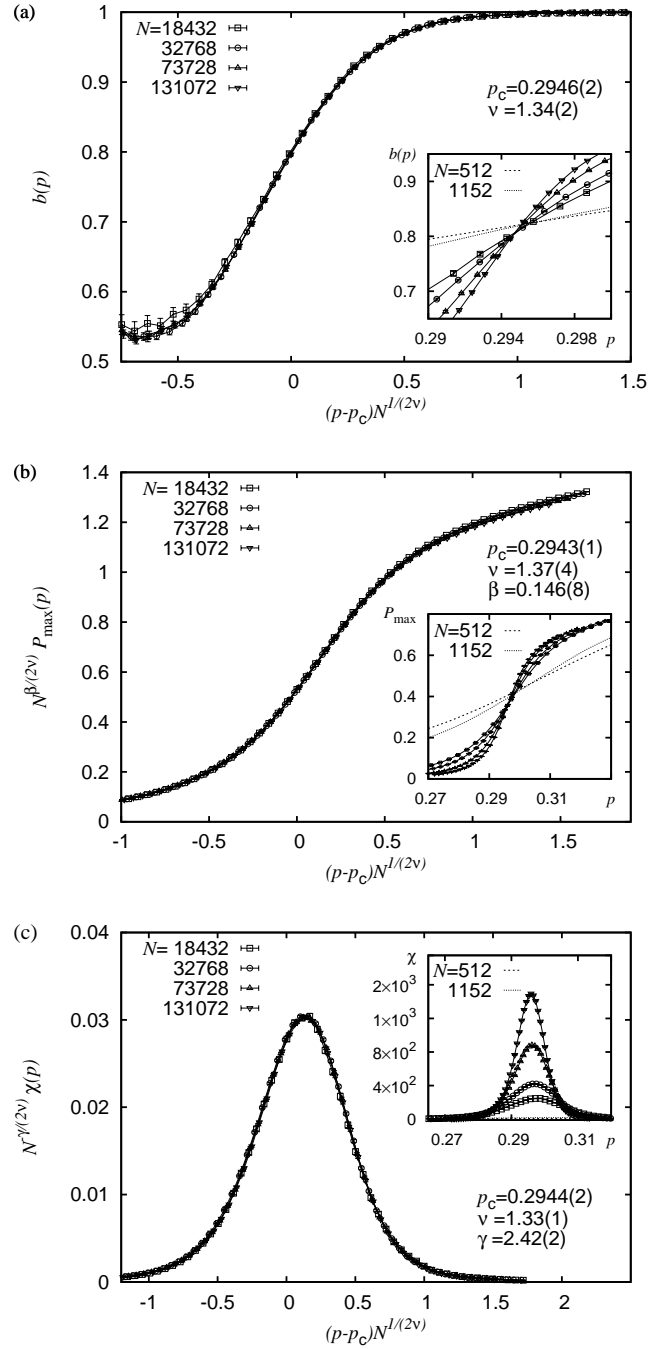 (a)
1
0.9
0.8
0.7
0.6
0.5
b(p)
N=18432
32768
73728
131072
p_c=0.2946(2)
ν=1.34(2)
b(p)
N=512
1152
0.9
0.8
0.7
0.29 0.294 0.298 p
-0.5 0 0.5 1 1.5
(p-p_c)N^{1/(2ν)}
(b)
1.4
1.2
1
0.8
0.6
0.4
0.2
0
N^{β/(2ν)} P_max(p)
N= 18432
32768
73728
131072
p_c=0.2943(1)
ν=1.37(4)
β=0.146(8)
P_max
N=512
1152
0.6
0.4
0.2
0
0.27 0.29 0.31 p
-1 -0.5 0 0.5 1 1.5
(p-p_c)N^{1/(2ν)}
(c)
0.04
0.03
0.02
0.01
0
N^{-γ/(2ν)} χ(p)
N= 18432
32768
73728
131072
χ
N=512
1152
2×10^3
1×10^3
8×10^2
4×10^2
0
0.27 0.29 0.31 p
p_c=0.2944(2)
ν=1.33(1)
γ=2.42(2)
-1 -0.5 0 0.5 1 1.5 2
(p-p_c)N^{1/(2ν)}